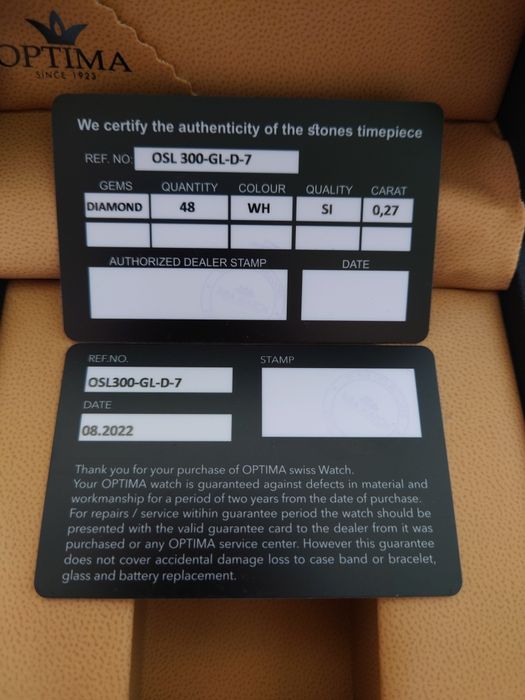 OPTIMA
SINCE 1923
We certify the authenticity of the stones timepiece
REF. NO: OSL 300-GL-D-7
GEMS QUANTITY COLOUR QUALITY CARAT
DIAMOND 48 WH SI 0,27
AUTHORIZED DEALER STAMP DATE
REF.NO. STAMP
OSL300-GL-D-7
DATE
08.2022
Thank you for your purchase of OPTIMA swiss Watch.
Your OPTIMA watch is guaranteed against defects in material and
workmanship for a period of two years from the date of purchase.
For repairs / service witihin guarantee period the watch should be
presented with the valid guarantee card to the dealer from it was
purchased or any OPTIMA service center. However this guarantee
does not cover accidental damage loss to case band or bracelet,
glass and battery replacement.